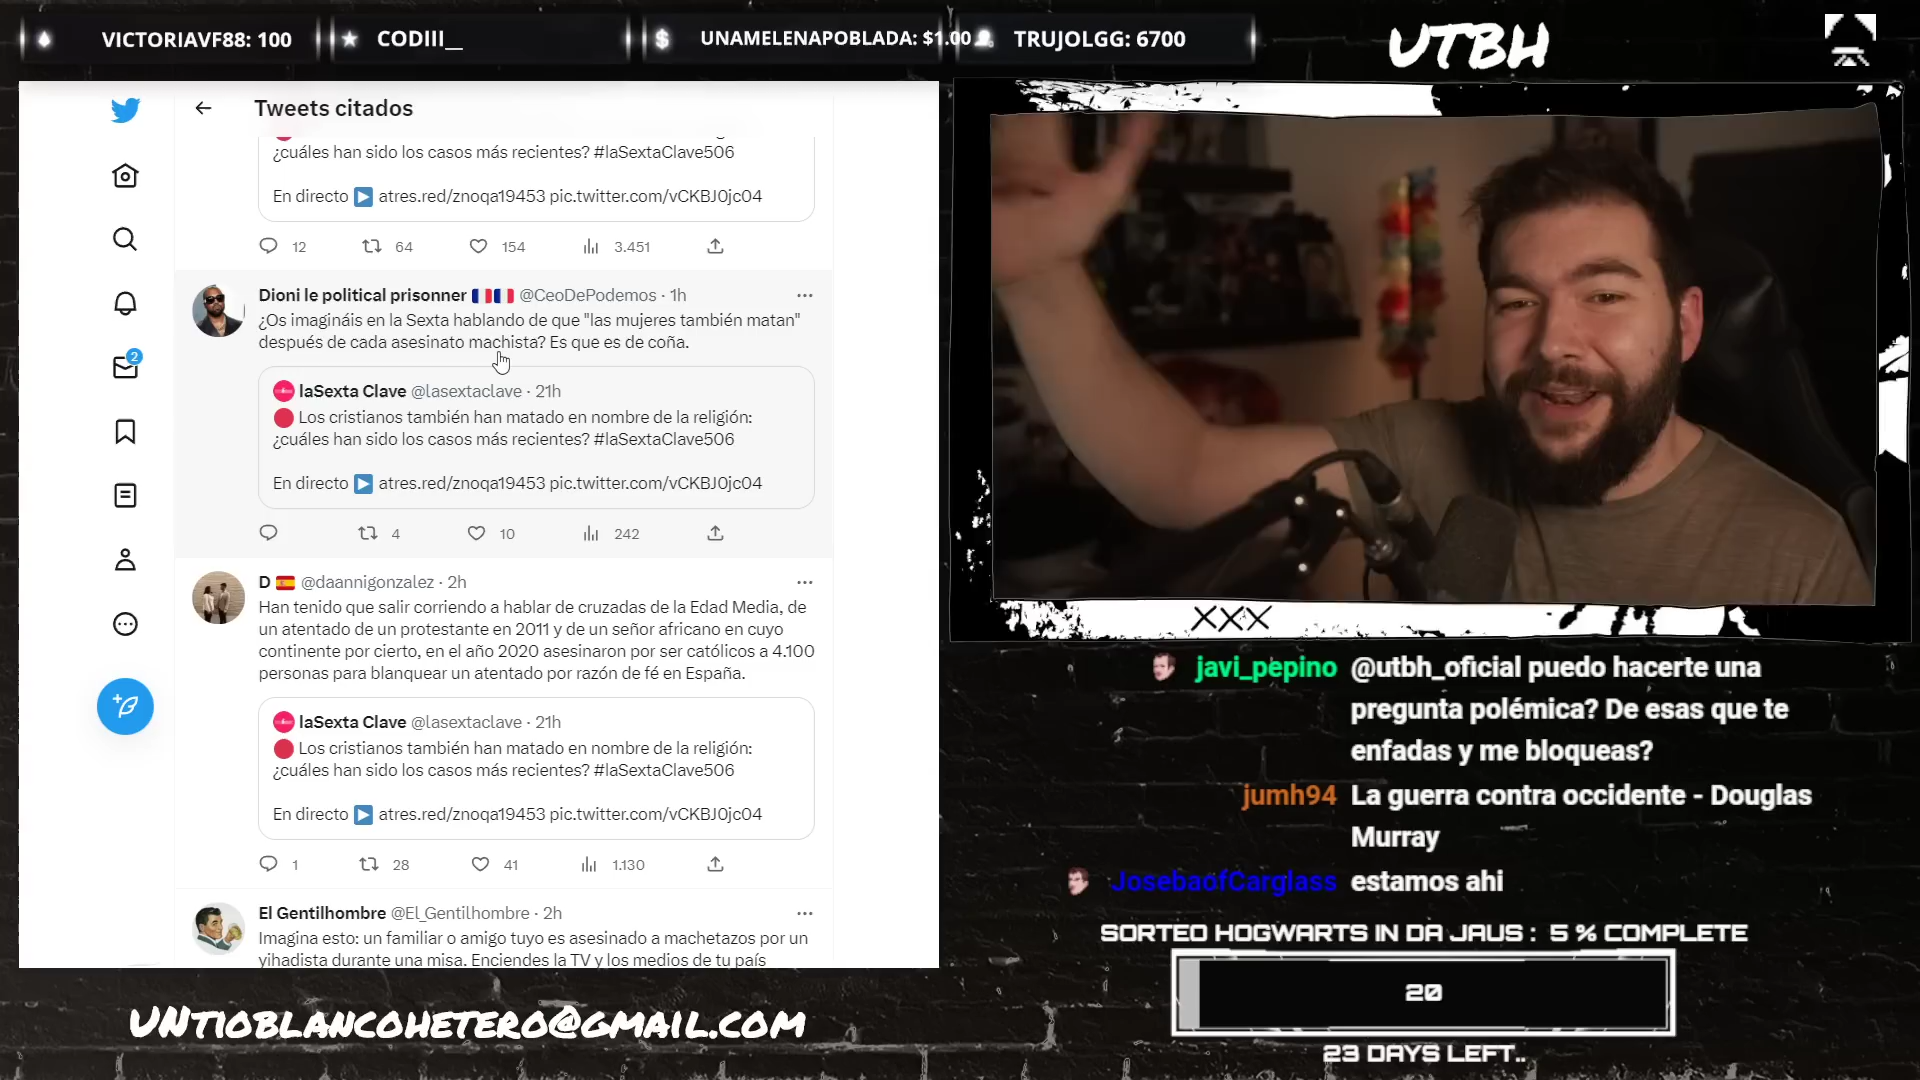 VICTORIAVF88: 100
CODIII__
UNAMELENAPOBLADA: $1.00
TRUJOLGG: 6700
UTBH
Tweets citados
¿cuáles han sido los casos más recientes? #laSextaClave506
En directo ▶ atres.red/znoqa19453 pic.twitter.com/vCKBJ0jc04
12 64 154 3.451
Dioni le political prisonner 🇫🇷🇫🇷 @CeoDePodemos · 1h
¿Os imagináis en la Sexta hablando de que "las mujeres también matan"
después de cada asesinato machista? Es que es de coña.
laSexta Clave @lasextaclave · 21h
🔴 Los cristianos también han matado en nombre de la religión:
¿cuáles han sido los casos más recientes? #laSextaClave506
En directo ▶ atres.red/znoqa19453 pic.twitter.com/vCKBJ0jc04
4 10 242
2
D 🇪🇸 @daannigonzalez · 2h
Han tenido que salir corriendo a hablar de cruzadas de la Edad Media, de
un atentado de un protestante en 2011 y de un señor africano en cuyo
continente por cierto, en el año 2020 asesinaron por ser católicos a 4.100
personas para blanquear un atentado por razón de fé en España.
laSexta Clave @lasextaclave · 21h
🔴 Los cristianos también han matado en nombre de la religión:
¿cuáles han sido los casos más recientes? #laSextaClave506
En directo ▶ atres.red/znoqa19453 pic.twitter.com/vCKBJ0jc04
1 28 41 1.130
El Gentilhombre @El_Gentilhombre · 2h
Imagina esto: un familiar o amigo tuyo es asesinado a machetazos por un
yihadista durante una misa. Enciendes la TV y los medios de tu país
UNTIOBLANCOHETERO@GMAIL.COM
XXX
javi_pepino @utbh_oficial puedo hacerte una
pregunta polémica? De esas que te
enfadas y me bloqueas?
jumh94 La guerra contra occidente - Douglas
Murray
JosebaofCarglass estamos ahi
SORTEO HOGWARTS IN DA JAUS : 5 % COMPLETE
20
23 DAYS LEFT..